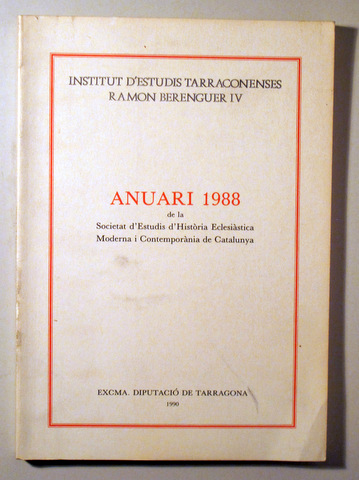 INSTITUT D'ESTUDIS TARRACONENSES
RAMON BERENGUER IV
ANUARI 1988
de la
Societat d'Estudis d'Història Eclesiàstica
Moderna i Contemporània de Catalunya
EXCMA. DIPUTACIÓ DE TARRAGONA
1990